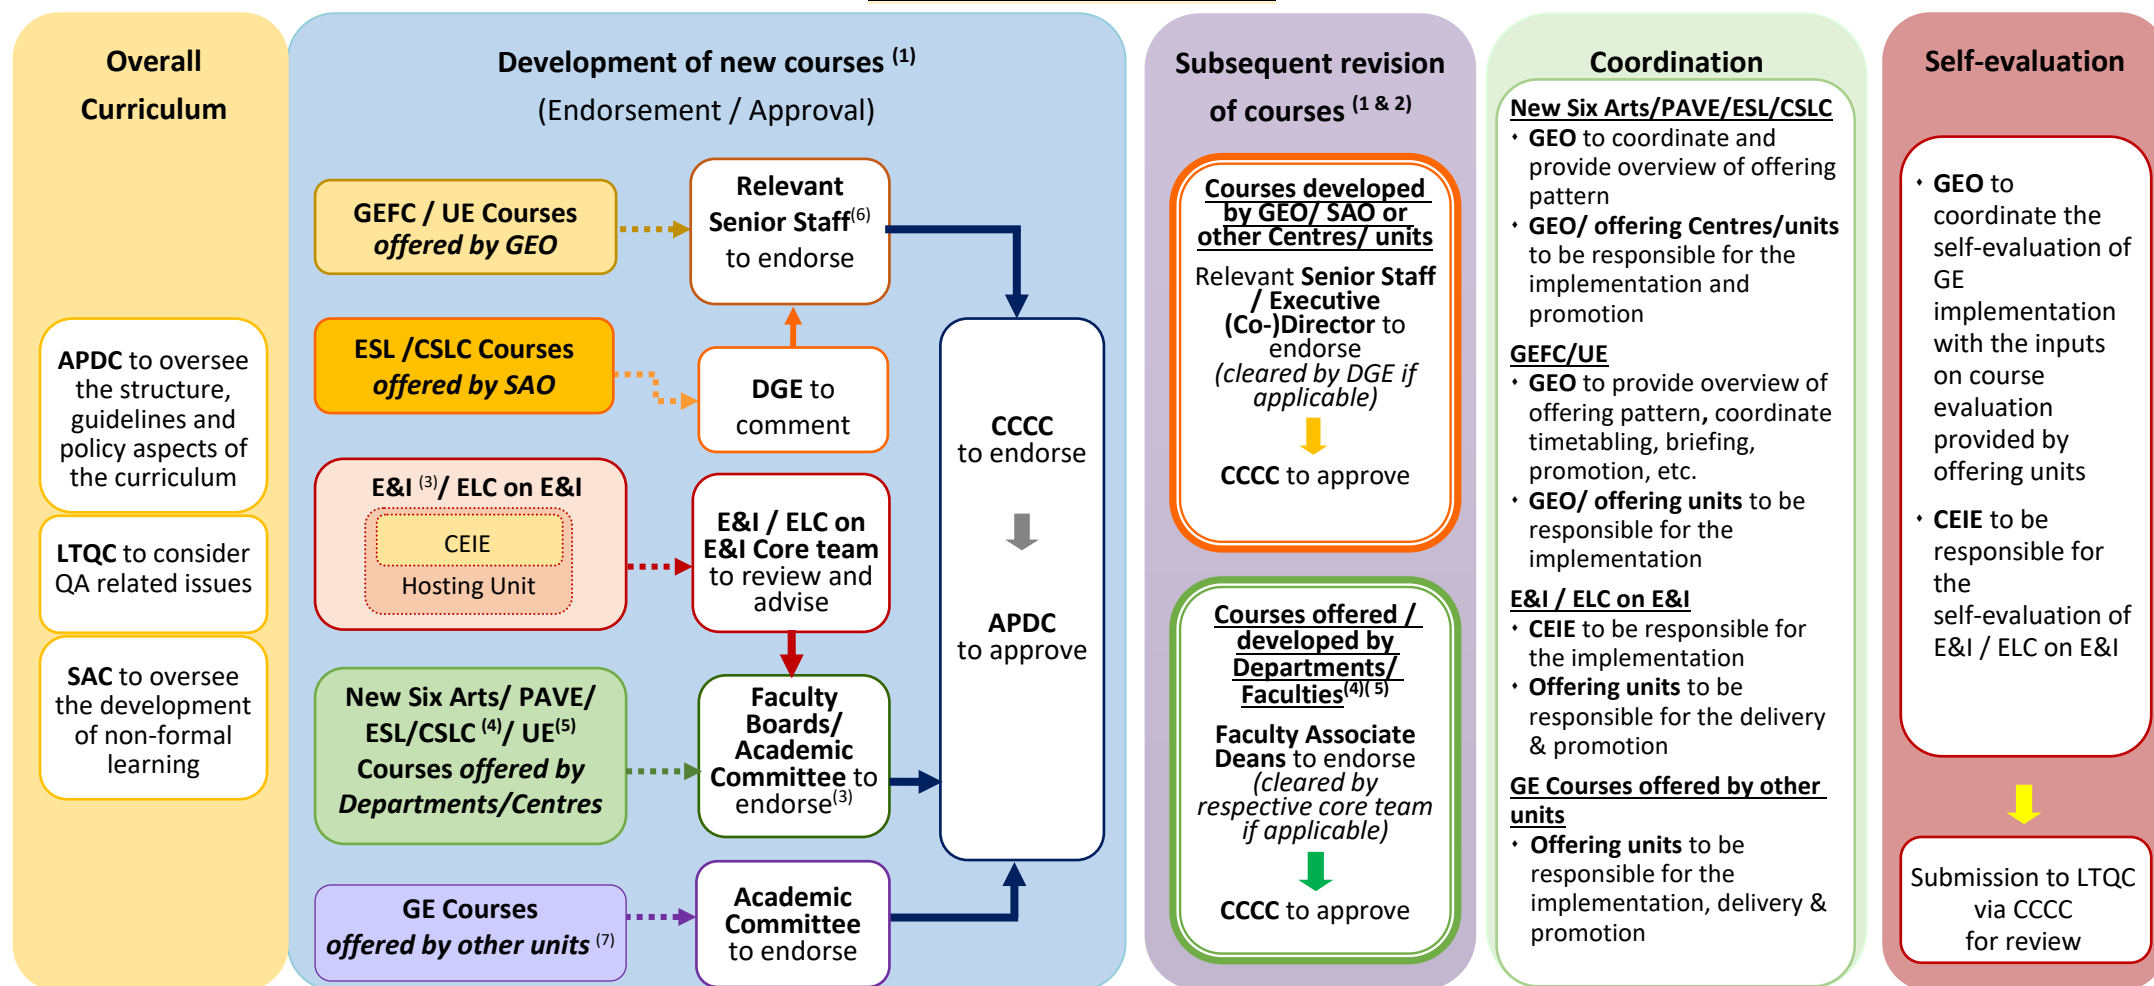 Overall
Curriculum
APDC to oversee
the structure,
guidelines and
policy aspects of
the curriculum
LTQC to consider
QA related issues
SAC to oversee
the development
of non-formal
learning
Development of new courses (1)
(Endorsement / Approval)
GEFC / UE Courses
offered by GEO
Relevant
Senior Staff(6)
to endorse
ESL /CSLC Courses
offered by SAO
DGE to
comment
E&I (3)/ ELC on E&I
CEIE
Hosting Unit
E&I / ELC on
E&I Core team
to review and
advise
New Six Arts/ PAVE/
ESL/CSLC (4)/ UE(5)
Courses offered by
Departments/Centres
Faculty
Boards/
Academic
Committee to
endorse(3)
GE Courses
offered by other units (7)
Academic
Committee
to endorse
CCCC
to endorse
APDC
to approve
Subsequent revision
of courses (1 & 2)
Courses developed
by GEO/ SAO or
other Centres/ units
Relevant Senior Staff
/ Executive
(Co-)Director to
endorse
(cleared by DGE if
applicable)
CCCC to approve
Courses offered /
developed by
Departments/
Faculties(4)( 5)
Faculty Associate
Deans to endorse
(cleared by
respective core team
if applicable)
CCCC to approve
Coordination
New Six Arts/PAVE/ESL/CSLC
• GEO to coordinate and
provide overview of offering
pattern
• GEO/ offering Centres/units
to be responsible for the
implementation and
promotion
GEFC/UE
• GEO to provide overview of
offering pattern, coordinate
timetabling, briefing,
promotion, etc.
• GEO/ offering units to be
responsible for the
implementation
E&I / ELC on E&I
• CEIE to be responsible for
the implementation
• Offering units to be
responsible for the delivery
& promotion
GE Courses offered by other
units
• Offering units to be
responsible for the
implementation, delivery &
promotion
Self-evaluation
• GEO to
coordinate the
self-evaluation of
GE
implementation
with the inputs
on course
evaluation
provided by
offering units
• CEIE to be
responsible for
the
self-evaluation of
E&I / ELC on E&I
Submission to LTQC
via CCCC
for review